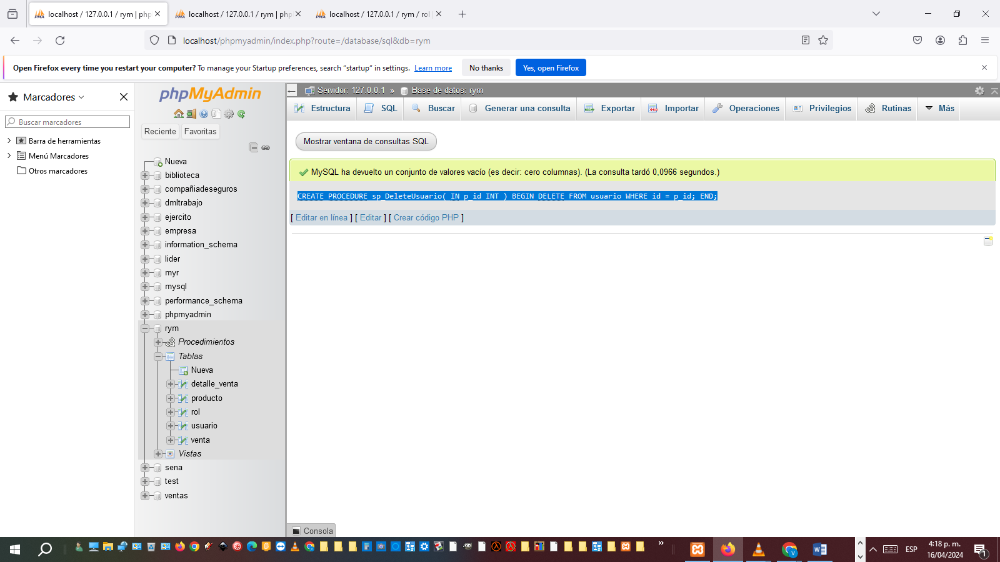 localhost / 127.0.0.1 / rym | php
localhost / 127.0.0.1 / rym | php
localhost / 127.0.0.1 / rym / rol |
localhost/phpmyadmin/index.php?route=/database/sql&db=rym
Open Firefox every time you restart your computer? To manage your Startup preferences, search “startup” in settings. Learn more
No thanks
Yes, open Firefox
Marcadores
Buscar marcadores
Barra de herramientas
Menú Marcadores
Otros marcadores
phpMyAdmin
Reciente
Favoritas
Nueva
biblioteca
compañiadeseguros
dmltrabajo
ejercito
empresa
information_schema
lider
myr
mysql
performance_schema
phpmyadmin
rym
Procedimientos
Tablas
Nueva
detalle_venta
producto
rol
usuario
venta
Vistas
sena
test
ventas
Servidor: 127.0.0.1 » Base de datos: rym
Estructura
SQL
Buscar
Generar una consulta
Exportar
Importar
Operaciones
Privilegios
Rutinas
Más
Mostrar ventana de consultas SQL
MySQL ha devuelto un conjunto de valores vacío (es decir: cero columnas). (La consulta tardó 0,0966 segundos.)
CREATE PROCEDURE sp_DeleteUsuario( IN p_id INT ) BEGIN DELETE FROM usuario WHERE id = p_id; END;
[ Editar en línea ] [ Editar ] [ Crear código PHP ]
Consola
ESP
4:18 p. m.
16/04/2024
1